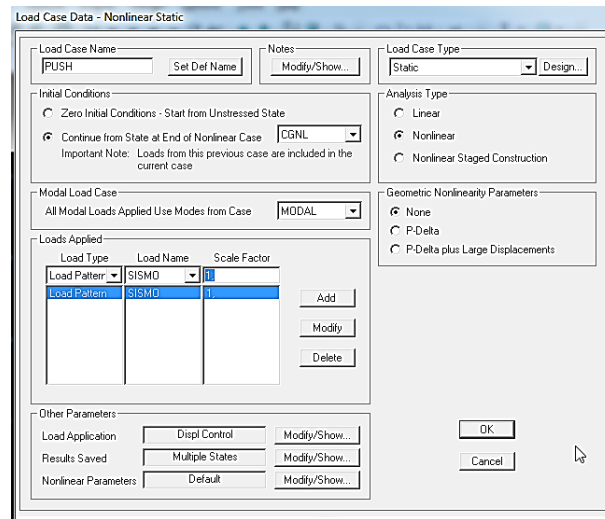 Load Case Data - Nonlinear Static
Load Case Name
PUSH
Set Def Name
Notes
Modify/Show...
Load Case Type
Static
Design...
Initial Conditions
Zero Initial Conditions - Start from Unstressed State
Continue from State at End of Nonlinear Case
CGNL
Important Note: Loads from this previous case are included in the
current case
Analysis Type
Linear
Nonlinear
Nonlinear Staged Construction
Modal Load Case
All Modal Loads Applied Use Modes from Case
MODAL
Geometric Nonlinearity Parameters
None
P-Delta
P-Delta plus Large Displacements
Loads Applied
Load Type Load Name Scale Factor
Load Pattern SISMO 1,
Load Pattern SISMO 1,
Add
Modify
Delete
Other Parameters
Load Application Displ Control Modify/Show...
Results Saved Multiple States Modify/Show...
Nonlinear Parameters Default Modify/Show...
OK
Cancel